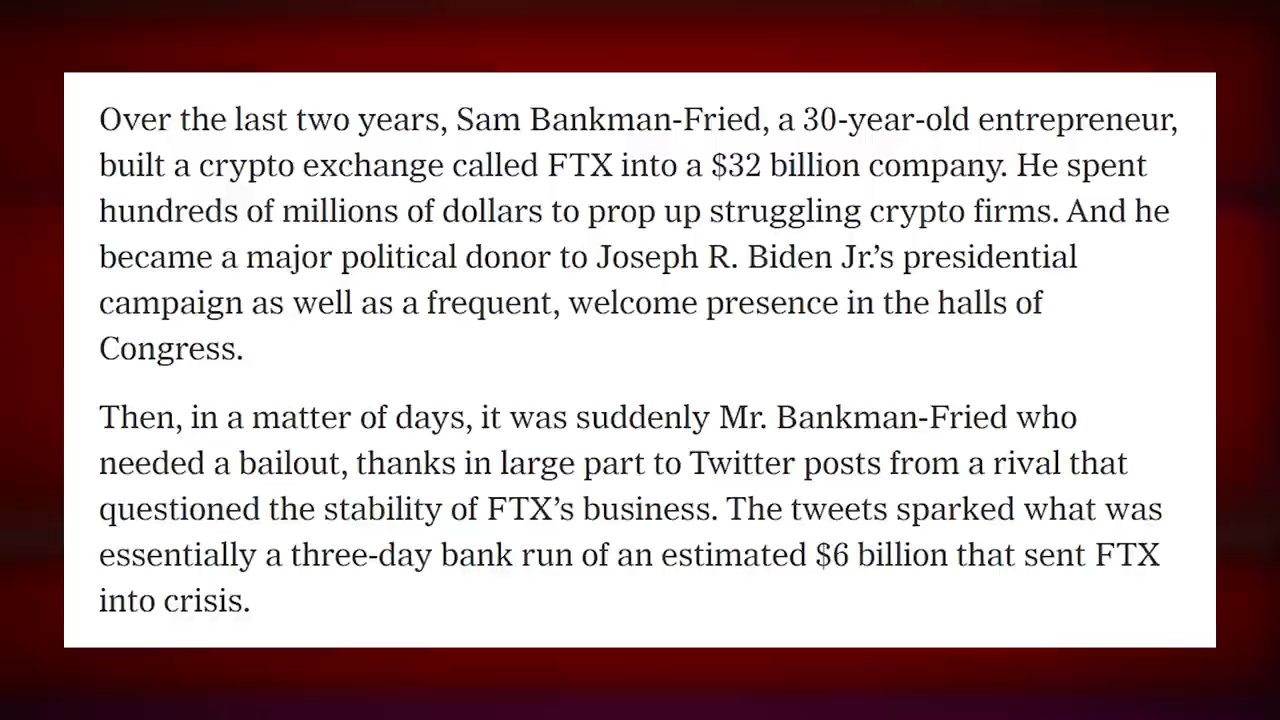 Over the last two years, Sam Bankman-Fried, a 30-year-old entrepreneur,
built a crypto exchange called FTX into a $32 billion company. He spent
hundreds of millions of dollars to prop up struggling crypto firms. And he
became a major political donor to Joseph R. Biden Jr.’s presidential
campaign as well as a frequent, welcome presence in the halls of
Congress.
Then, in a matter of days, it was suddenly Mr. Bankman-Fried who
needed a bailout, thanks in large part to Twitter posts from a rival that
questioned the stability of FTX’s business. The tweets sparked what was
essentially a three-day bank run of an estimated $6 billion that sent FTX
into crisis.